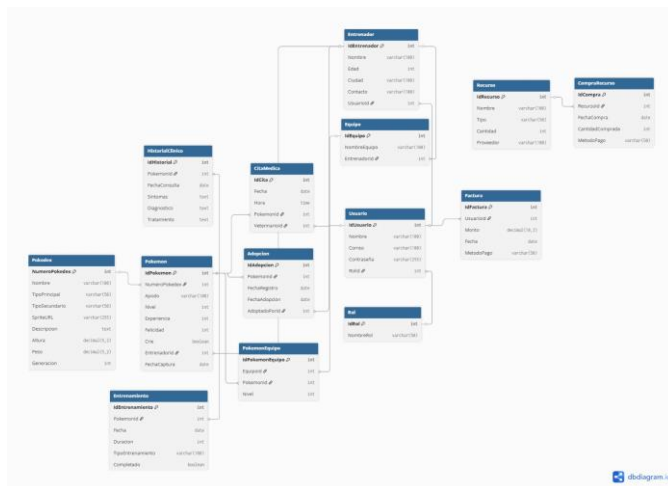 Entrenador
IdEntrenador int
Nombre varchar(100)
Edad int
Ciudad varchar(100)
Contacto varchar(100)
UsuarioId int
Recurso
IdRecurso int
Nombre varchar(100)
Tipo varchar(50)
Cantidad int
Proveedor varchar(100)
CompraRecurso
IdCompra int
RecursoId int
FechaCompra date
CantidadComprada int
MetodoPago varchar(50)
Equipo
IdEquipo int
NombreEquipo varchar(100)
EntrenadorId int
HistorialClinico
IdHistorial int
PokemonId int
FechaConsulta date
Sintomas text
Diagnostico text
Tratamiento text
CitaMedica
IdCita int
Fecha date
Hora time
PokemonId int
VeterinarioId int
Usuario
IdUsuario int
Nombre varchar(100)
Correo varchar(100)
Contraseña varchar(255)
RolId int
Factura
IdFactura int
UsuarioId int
Monto decimal(10,2)
Fecha date
MetodoPago varchar(50)
Pokedex
NumeroPokedex int
Nombre varchar(100)
TipoPrincipal varchar(50)
TipoSecundario varchar(50)
SpriteURL varchar(255)
Descripcion text
Altura
Peso
Generacion int
Pokemon
IdPokemon int
NumeroPokedex int
Apodo varchar(100)
Nivel int
Experiencia int
Felicidad int
Cria boolean
EntrenadorId int
FechaCaptura date
Adopcion
IdAdopcion int
PokemonId int
FechaRegistro date
FechaAdopcion date
AdoptadoPorId int
Rol
IdRol int
NombreRol varchar(50)
PokemonEquipo
IdPokemonEquipo int
EquipoId int
PokemonId int
Nivel int
Entrenamiento
IdEntrenamiento int
PokemonId int
Fecha date
Duracion int
TipoEntrenamiento varchar(100)
Completado boolean